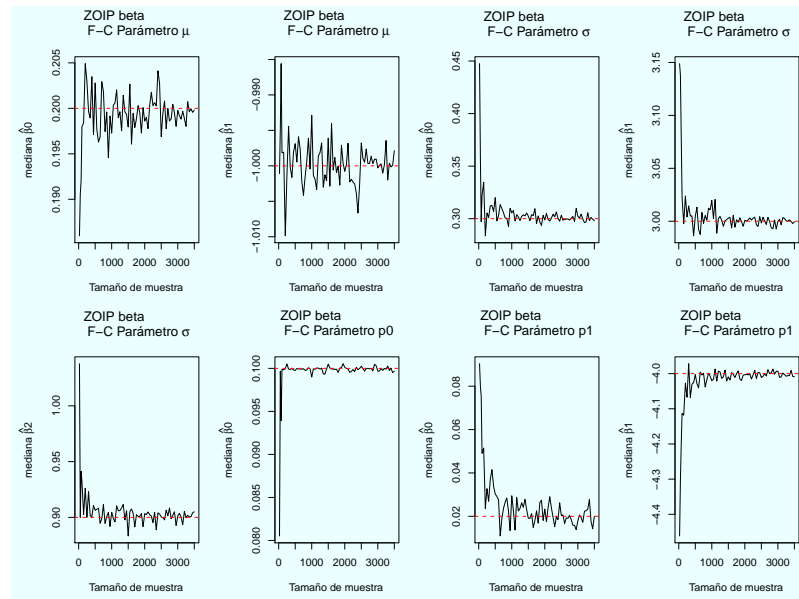 ZOIP beta
F−C Parámetro μ
mediana β̂0
0.190 0.195 0.200 0.205
0 1000 2000 3000
Tamaño de muestra
ZOIP beta
F−C Parámetro μ
mediana β̂1
−1.010 −1.000 −0.990
0 1000 2000 3000
Tamaño de muestra
ZOIP beta
F−C Parámetro σ
mediana β̂0
0.30 0.35 0.40 0.45
0 1000 2000 3000
Tamaño de muestra
ZOIP beta
F−C Parámetro σ
mediana β̂1
3.00 3.05 3.10 3.15
0 1000 2000 3000
Tamaño de muestra
ZOIP beta
F−C Parámetro σ
mediana β̂2
0.90 0.95 1.00
0 1000 2000 3000
Tamaño de muestra
ZOIP beta
F−C Parámetro p0
mediana β̂0
0.080 0.085 0.090 0.095 0.100
0 1000 2000 3000
Tamaño de muestra
ZOIP beta
F−C Parámetro p1
mediana β̂0
0.02 0.04 0.06 0.08
0 1000 2000 3000
Tamaño de muestra
ZOIP beta
F−C Parámetro p1
mediana β̂1
−4.4 −4.3 −4.2 −4.1 −4.0
0 1000 2000 3000
Tamaño de muestra